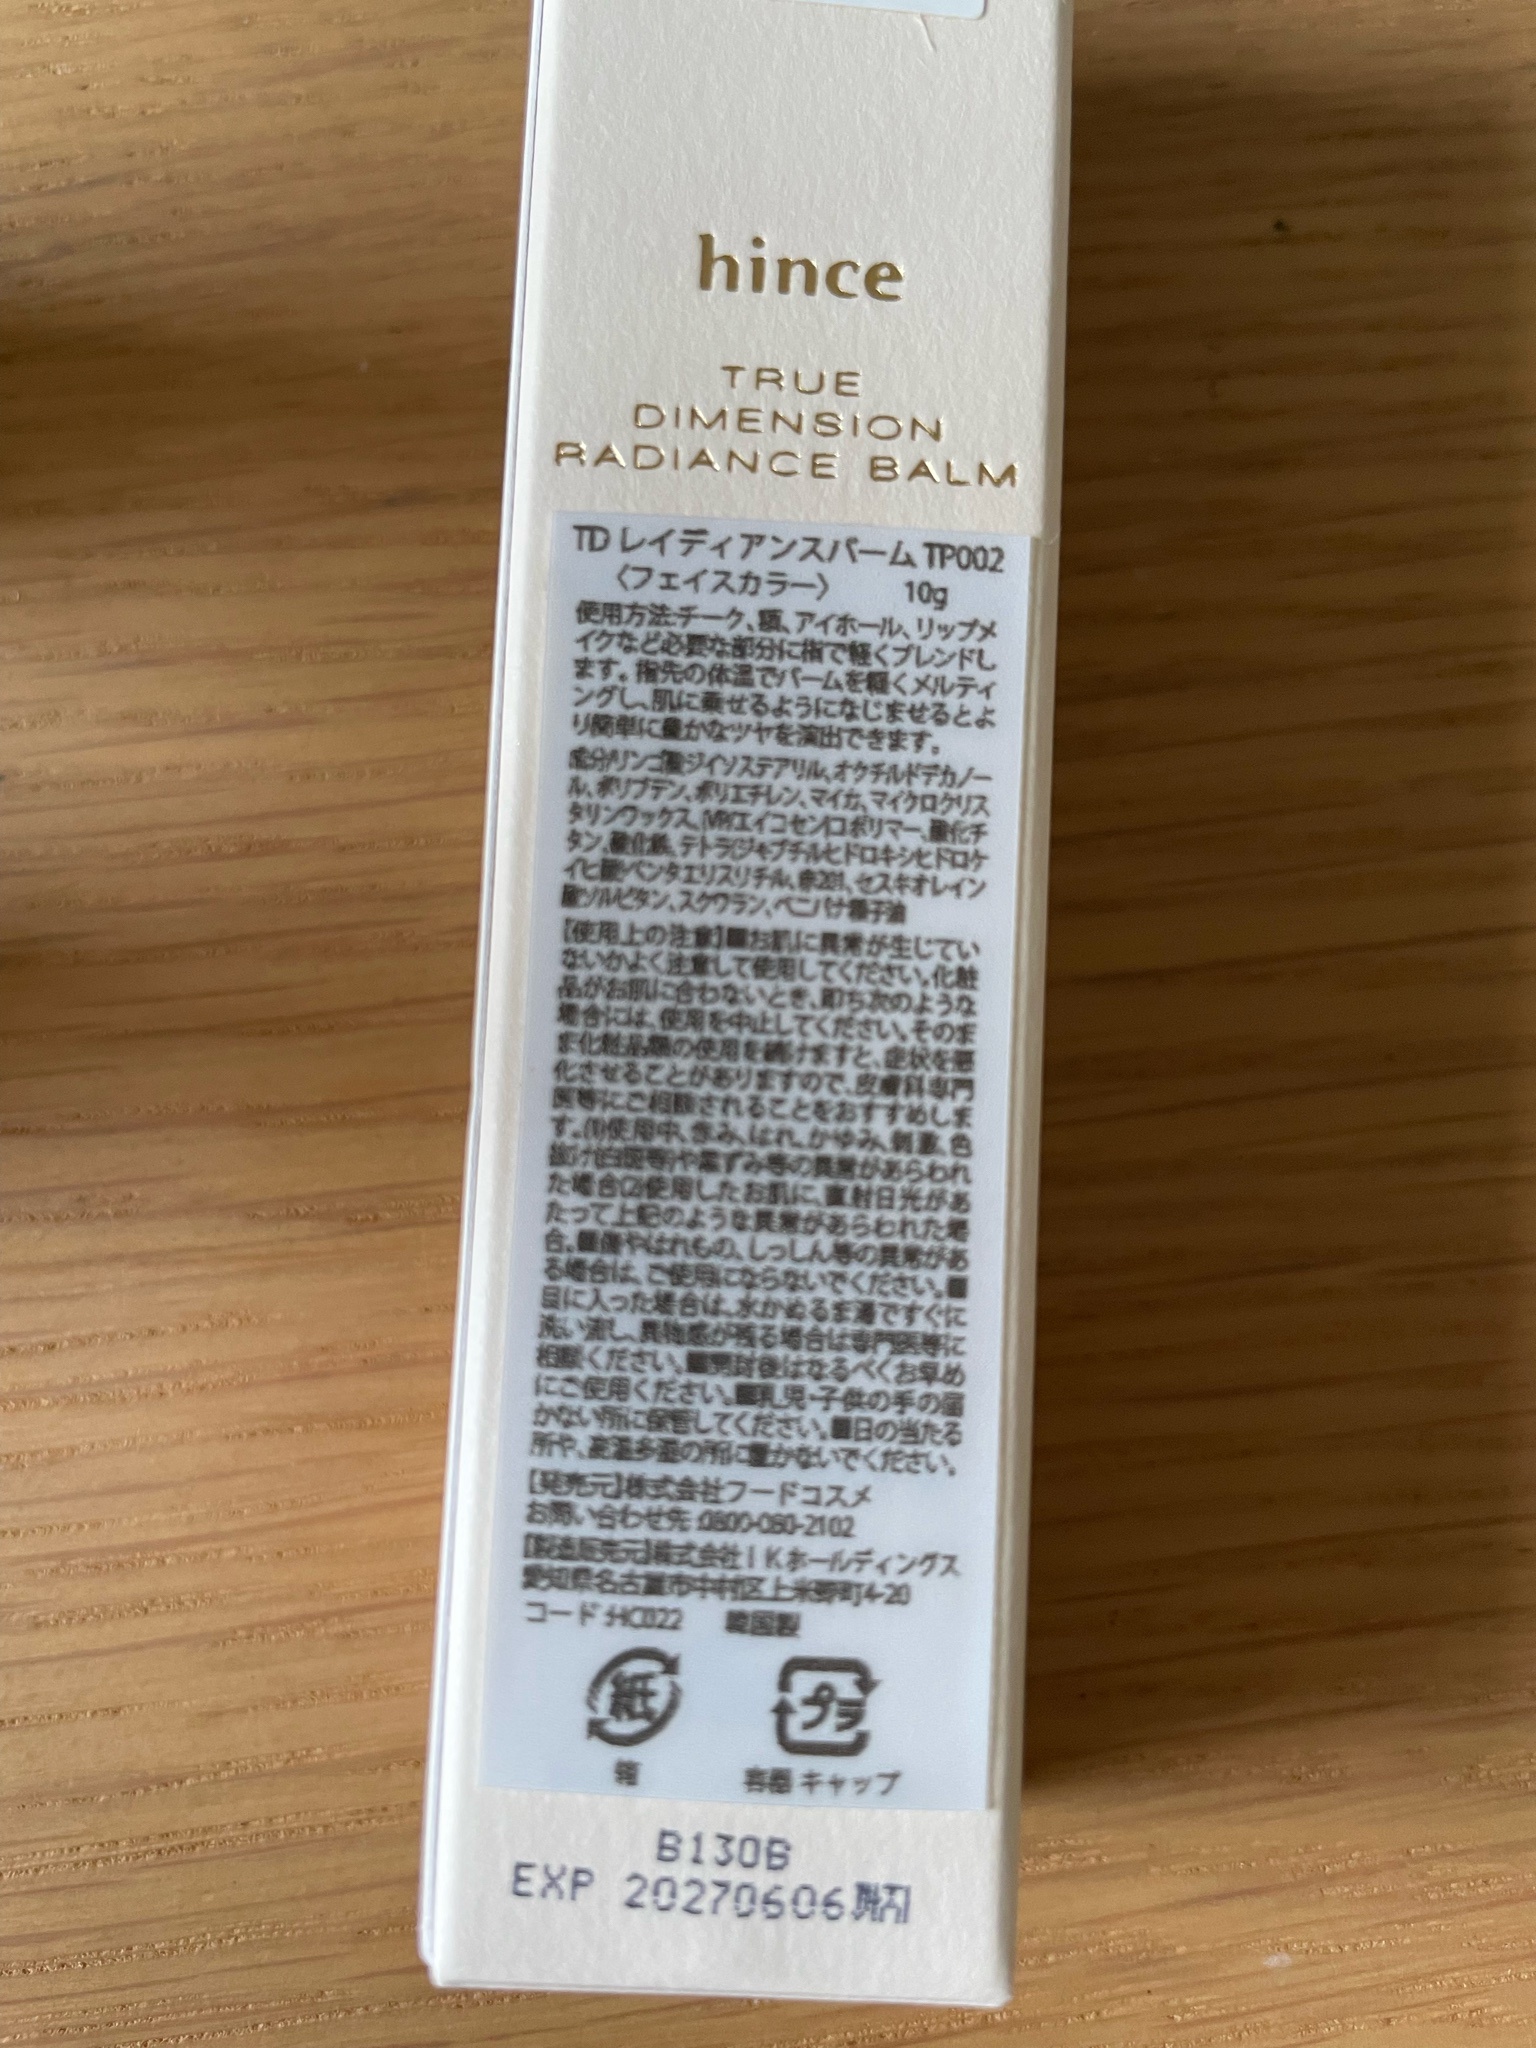 hince
TRUE
DIMENSION
RADIANCE BALM
TD レイディアンスバーム TP002
〈フェイスカラー〉 10g
使用方法:チーク、頬、アイホール、リップメ
イクなど必要な部分に指で軽くブレンドし
ます。指先の体温でバームを軽くメルティ
ングし、肌に乗せるようになじませるとよ
り簡単に豊かなツヤを演出できます。
成分:リンゴ酸ジイソステアリル、オクチルドデカノー
ル、ポリブテン、ポリエチレン、マイカ、マイクロクリス
タリンワックス、(VP/エイコセン)コポリマー、酸化チ
タン、酸化鉄、テトラ(ジ-t-ブチルヒドロキシヒドロケ
イヒ酸)ペンタエリスリチル、赤201、セスキオレイン
酸ソルビタン、スクワラン、ベニバナ種子油
【使用上の注意】■お肌に異常が生じてい
ないかよく注意して使用してください。化粧
品がお肌に合わないとき、即ち次のような
場合には、使用を中止してください。そのま
ま化粧品類の使用を続けますと、症状を悪
化させることがありますので、皮膚科専門
医等にご相談されることをおすすめしま
す。(1)使用中、赤み、はれ、かゆみ、刺激、色
抜け(白斑等)や黒ずみ等の異常があらわれ
た場合(2)使用したお肌に、直射日光があ
たって上記のような異常があらわれた場
合。■傷やはれもの、しっしん等の異常があ
る場合は、ご使用にならないでください。■
目に入った場合は、水かぬるま湯ですぐに
洗い流し、異物感が残る場合は専門医等に
相談ください。■開封後はなるべくお早め
にご使用ください。■乳児・子供の手の届
かない所に保管してください。■日の当たる
所や、高温多湿の所に置かないでください。
【発売元】株式会社フードコスメ
お問い合わせ先:0800-080-2102
【製造販売元】株式会社IKホールディングス
愛知県名古屋市中村区上米野町4-20
コード:HC022 韓国製
紙 プラ
箱 容器 キャップ
B130B
EXP 20270606까지